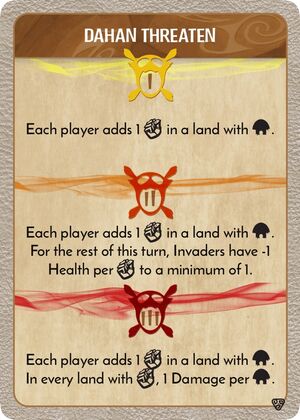 DAHAN THREATEN
I
Each player adds 1 in a land with .
II
Each player adds 1 in a land with .
For the rest of this turn, Invaders have -1
Health per to a minimum of 1.
III
Each player adds 1 in a land with .
In every land with , 1 Damage per .